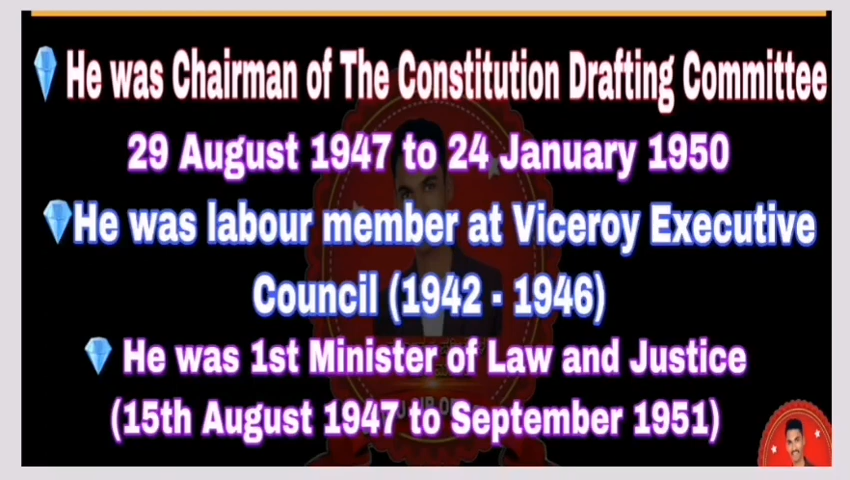 He was Chairman of The Constitution Drafting Committee
29 August 1947 to 24 January 1950
He was labour member at Viceroy Executive
Council (1942 - 1946)
He was 1st Minister of Law and Justice
(15th August 1947 to September 1951)